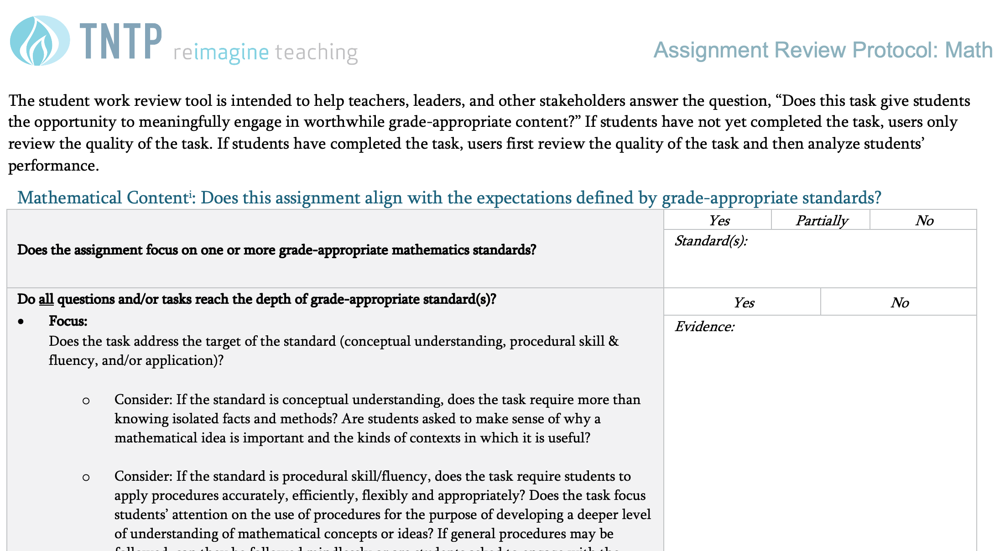 TNTP reimagine teaching
Assignment Review Protocol: Math
The student work review tool is intended to help teachers, leaders, and other stakeholders answer the question, “Does this task give students
the opportunity to meaningfully engage in worthwhile grade-appropriate content?” If students have not yet completed the task, users only
review the quality of the task. If students have completed the task, users first review the quality of the task and then analyze students’
performance.
Mathematical Contentⁱ: Does this assignment align with the expectations defined by grade-appropriate standards?
Does the assignment focus on one or more grade-appropriate mathematics standards?
Yes
Partially
No
Standard(s):
Do all questions and/or tasks reach the depth of grade-appropriate standard(s)?
• Focus:
Does the task address the target of the standard (conceptual understanding, procedural skill &
fluency, and/or application)?
o Consider: If the standard is conceptual understanding, does the task require more than
knowing isolated facts and methods? Are students asked to make sense of why a
mathematical idea is important and the kinds of contexts in which it is useful?
o Consider: If the standard is procedural skill/fluency, does the task require students to
apply procedures accurately, efficiently, flexibly and appropriately? Does the task focus
students’ attention on the use of procedures for the purpose of developing a deeper level
of understanding of mathematical concepts or ideas? If general procedures may be
Yes
No
Evidence: